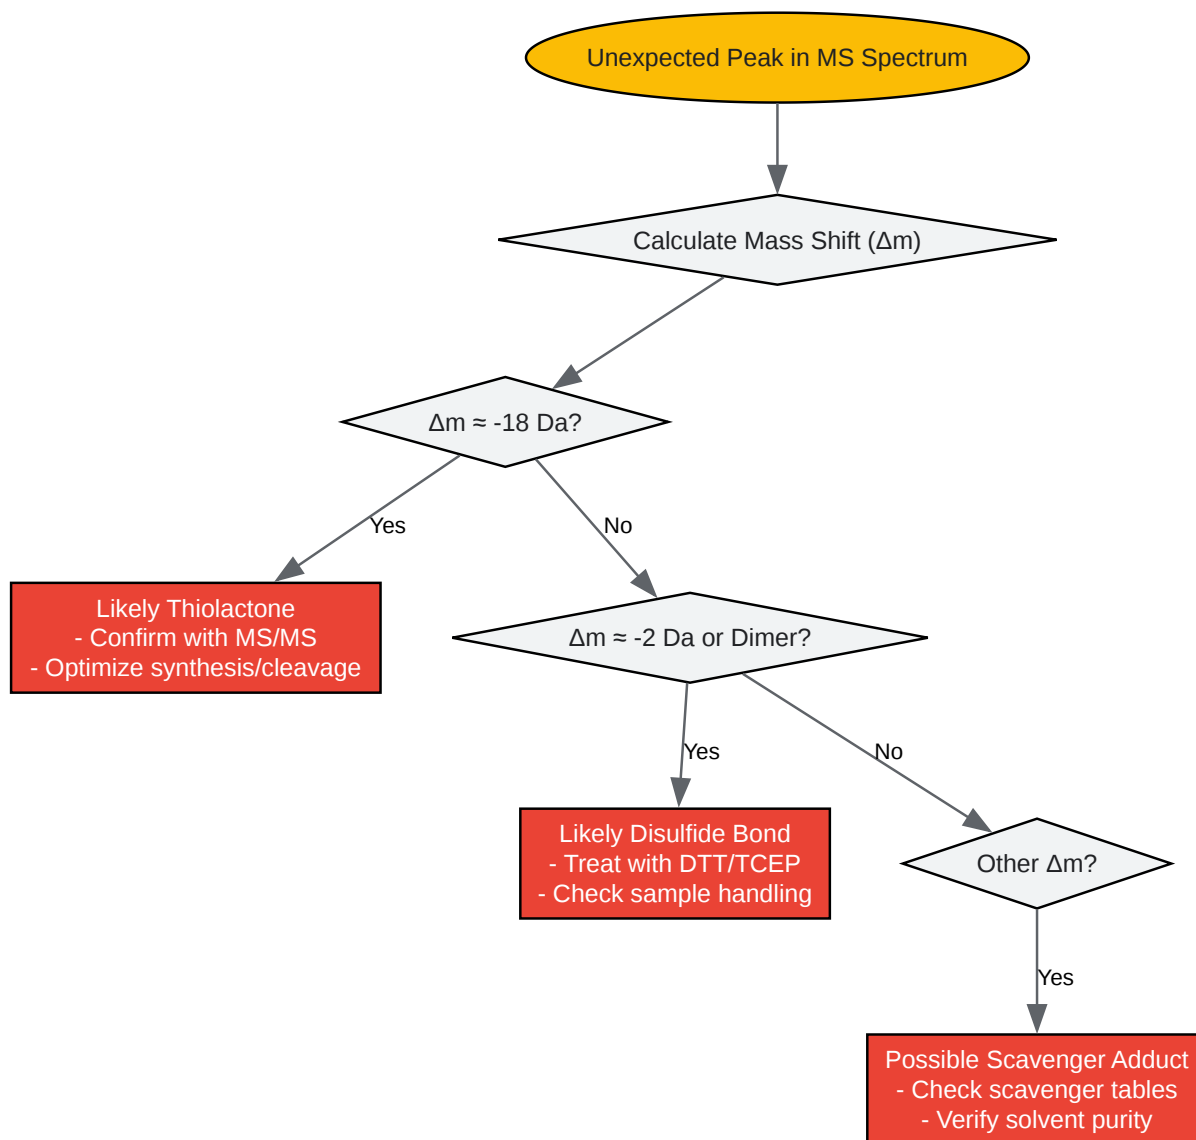 Unexpected Peak in MS Spectrum
Calculate Mass Shift (Δm)
Δm ≈ -18 Da?
Yes
No
Likely Thiolactone
- Confirm with MS/MS
- Optimize synthesis/cleavage
Δm ≈ -2 Da or Dimer?
Yes
No
Likely Disulfide Bond
- Treat with DTT/TCEP
- Check sample handling
Other Δm?
Yes
Possible Scavenger Adduct
- Check scavenger tables
- Verify solvent purity